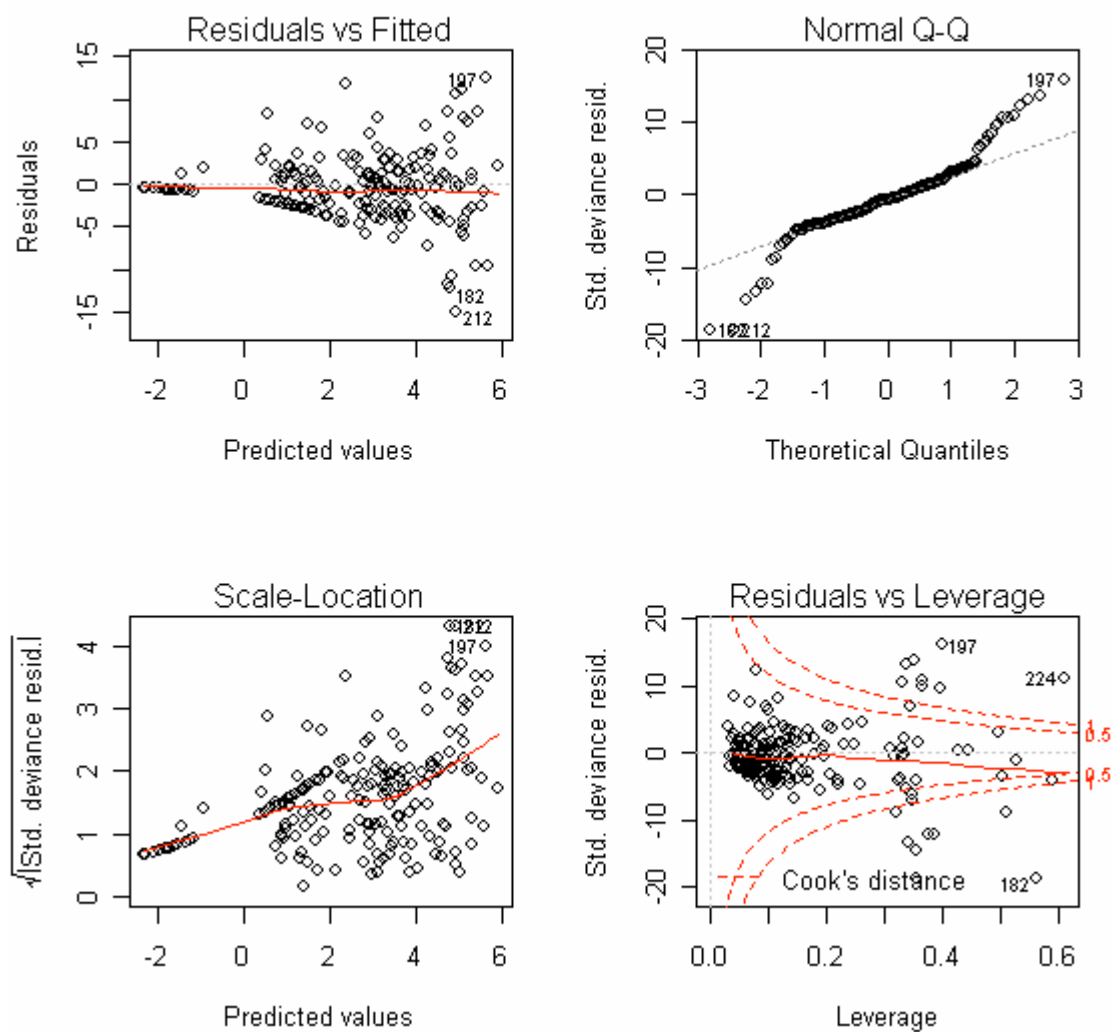 Residuals vs Fitted
15
5
0
-5
-15
Residuals
197
182
212
-2 0 2 4 6
Predicted values
Normal Q-Q
20
10
0
-10
-20
Std. deviance resid.
197
212
-3 -2 -1 0 1 2 3
Theoretical Quantiles
Scale-Location
4
3
2
1
0
√|Std. deviance resid.|
197
-2 0 2 4 6
Predicted values
Residuals vs Leverage
20
10
0
-10
-20
Std. deviance resid.
197
224
182
1
0.5
0.5
1
Cook's distance
0.0 0.2 0.4 0.6
Leverage